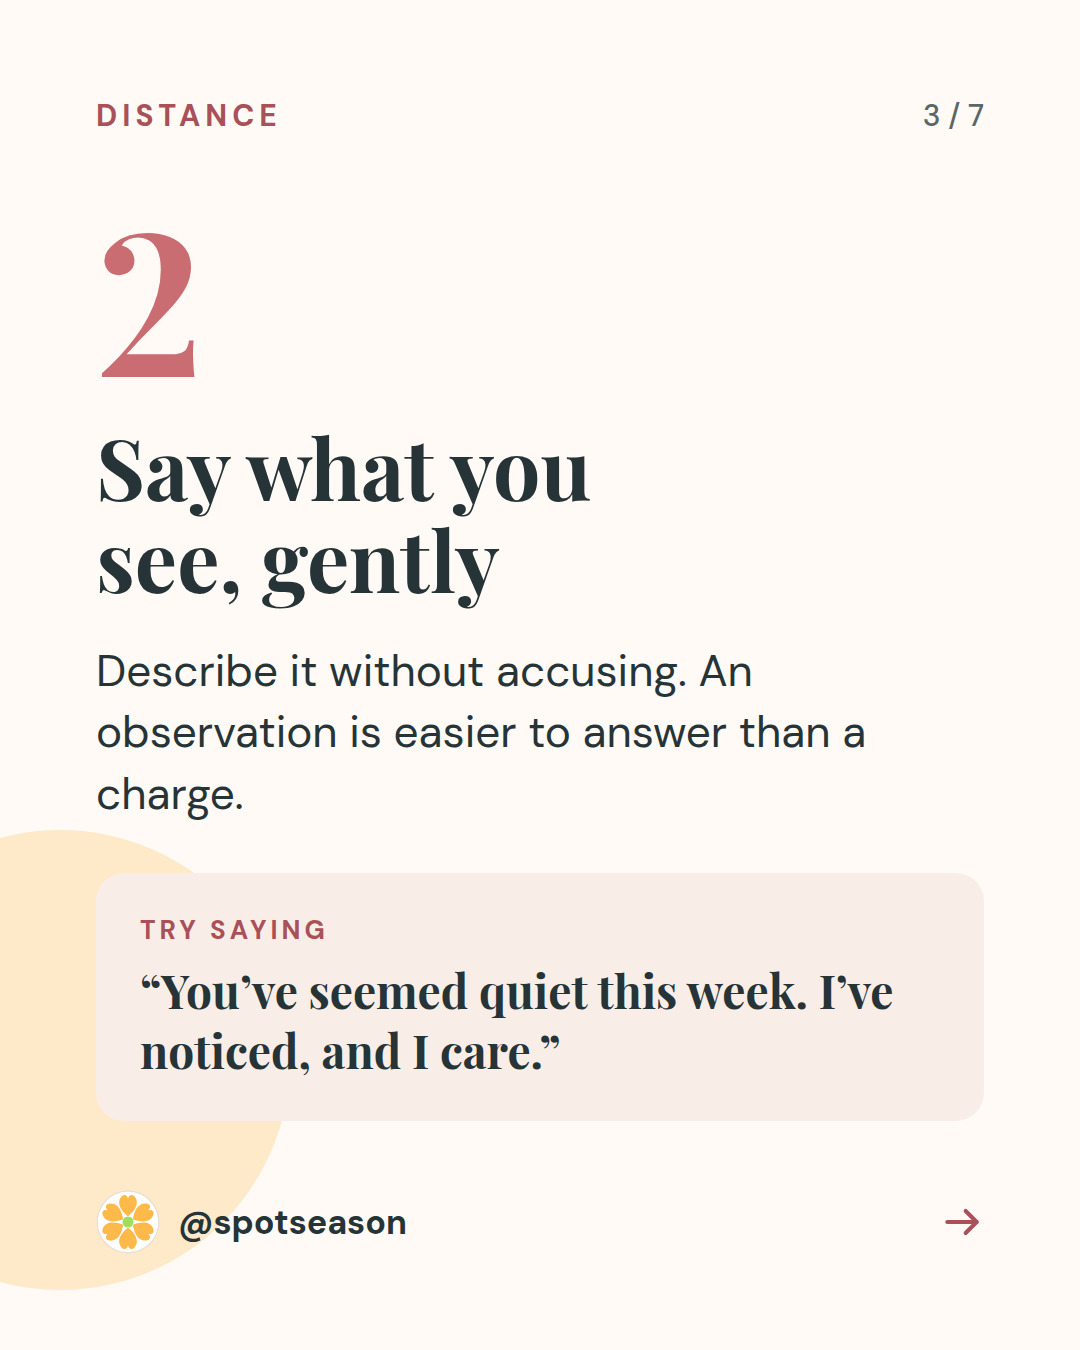 DISTANCE
3 / 7
2
Say what you
see, gently
Describe it without accusing. An
observation is easier to answer than a
charge.
TRY SAYING
“You’ve seemed quiet this week. I’ve
noticed, and I care.”
@spotseason